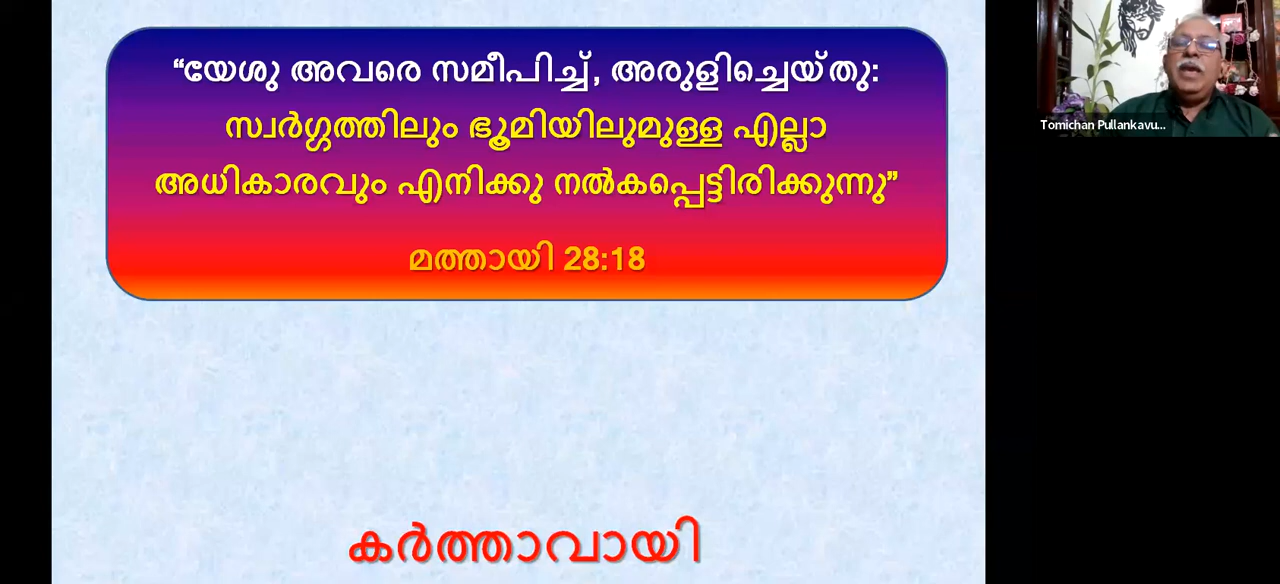 “യേശു അവരെ സമീപിച്ച്, അരുളിച്ചെയ്തു:
സ്വർഗ്ഗത്തിലും ഭൂമിയിലുമുള്ള എല്ലാ
അധികാരവും എനിക്കു നൽകപ്പെട്ടിരിക്കുന്നു”
മത്തായി 28:18
കർത്താവായി
Tomichan Pullankavu...